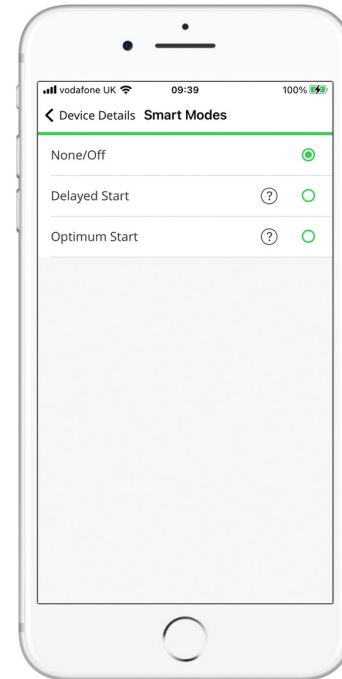 vodafone UK 09:39 100%
Device Details Smart Modes
None/Off
Delayed Start ?
Optimum Start ?